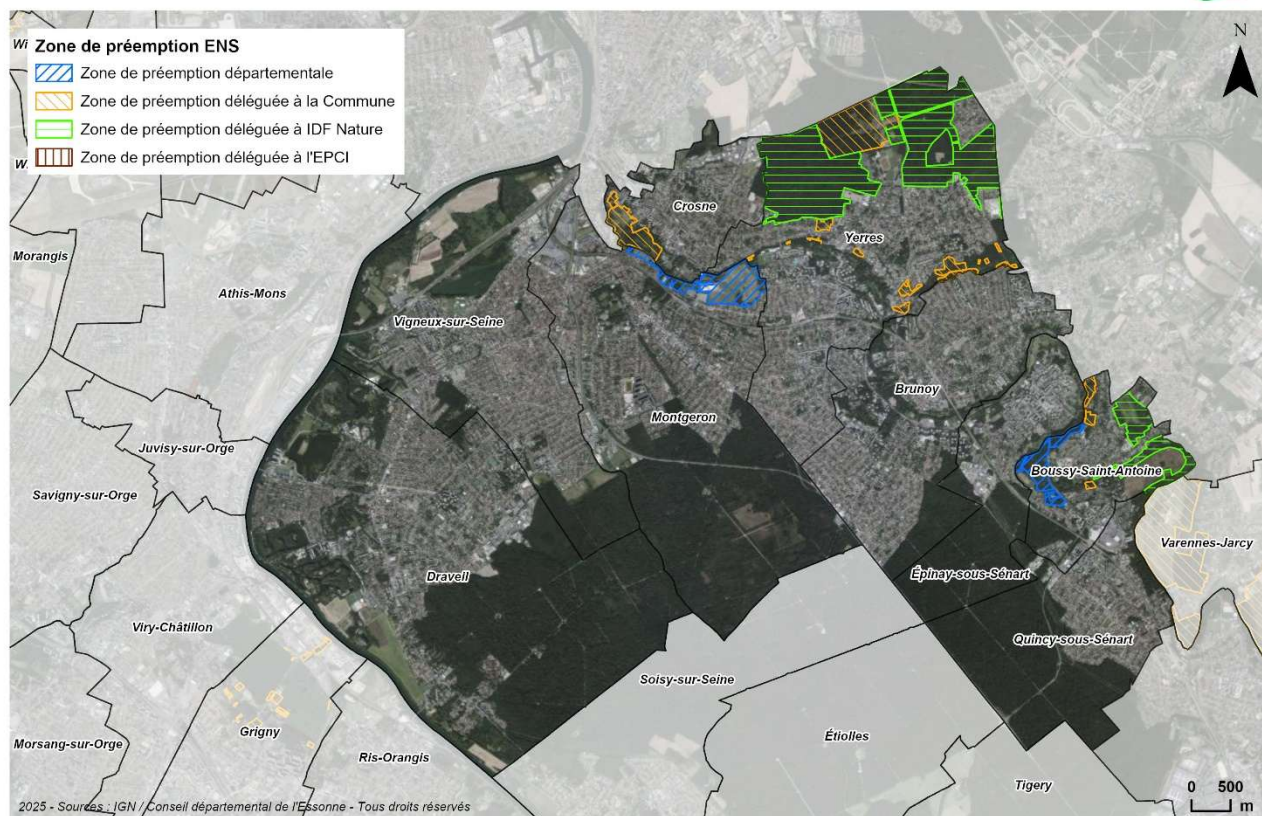 Zone de préemption ENS
Zone de préemption départementale
Zone de préemption déléguée à la Commune
Zone de préemption déléguée à IDF Nature
Zone de préemption déléguée à l'EPCI
N
Crosne
Yerres
Morangis
Athis-Mons
Vigneux-sur-Seine
Brunoy
Montgeron
Juvisy-sur-Orge
Boussy-Saint-Antoine
Savigny-sur-Orge
Varennes-Jarcy
Draveil
Épinay-sous-Sénart
Viry-Châtillon
Quincy-sous-Sénart
Soisy-sur-Seine
Grigny
Étiolles
Morsang-sur-Orge
Ris-Orangis
Tigery
0 500
m
2025 - Sources : IGN / Conseil départemental de l'Essonne - Tous droits réservés